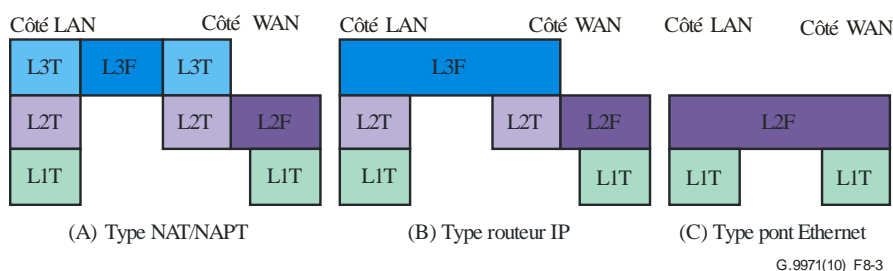 Côté LAN Côté WAN Côté LAN Côté WAN Côté LAN Côté WAN
L3T L3F L3T L3F
L2T L2T L2F L2T L2T L2F L2F
L1T L1T L1T L1T L1T L1T
(A) Type NAT/NAPT (B) Type routeur IP (C) Type pont Ethernet
G.9971(10)_F8-3